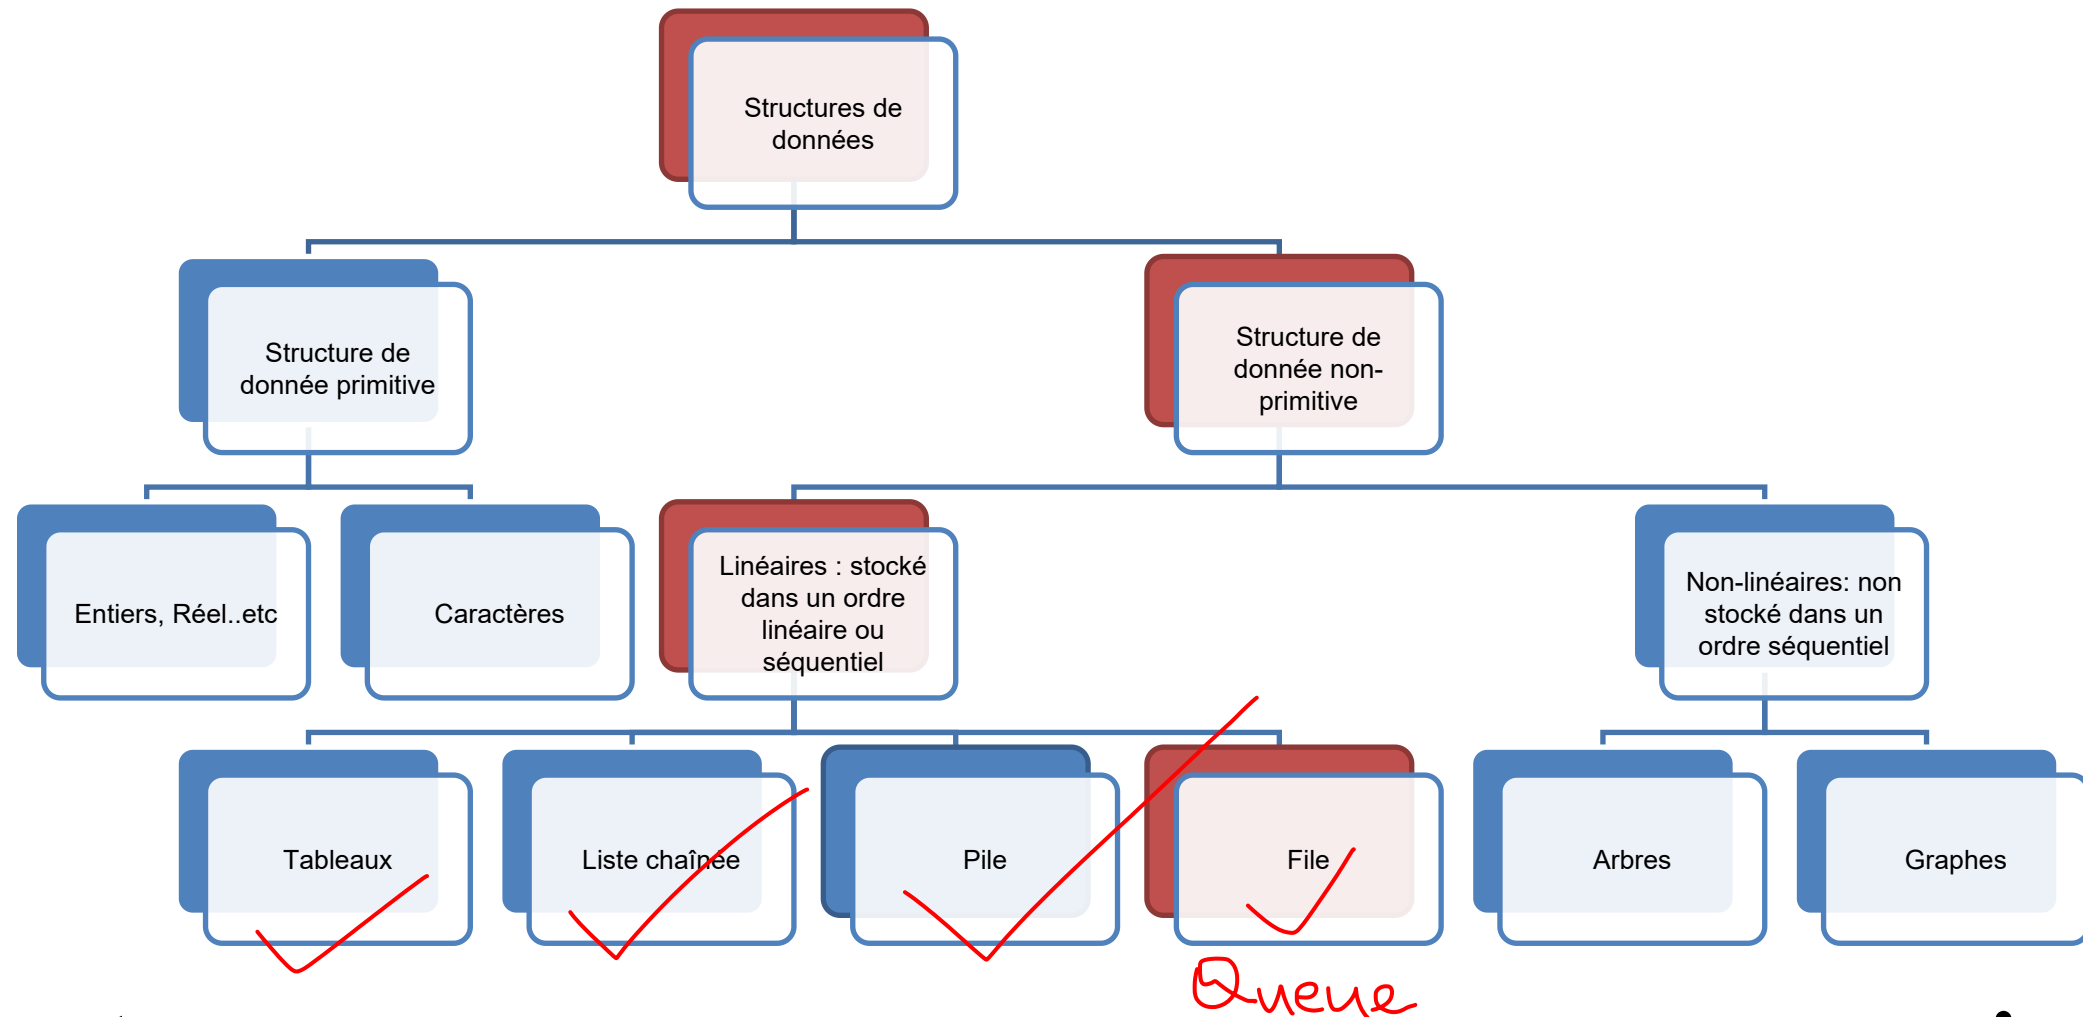 Structures de
données
Structure de
donnée primitive
Structure de
donnée non-
primitive
Entiers, Réel..etc
Caractères
Linéaires : stocké
dans un ordre
linéaire ou
séquentiel
Non-linéaires: non
stocké dans un
ordre séquentiel
Tableaux
Liste chaînée
Pile
File
Arbres
Graphes
Queue